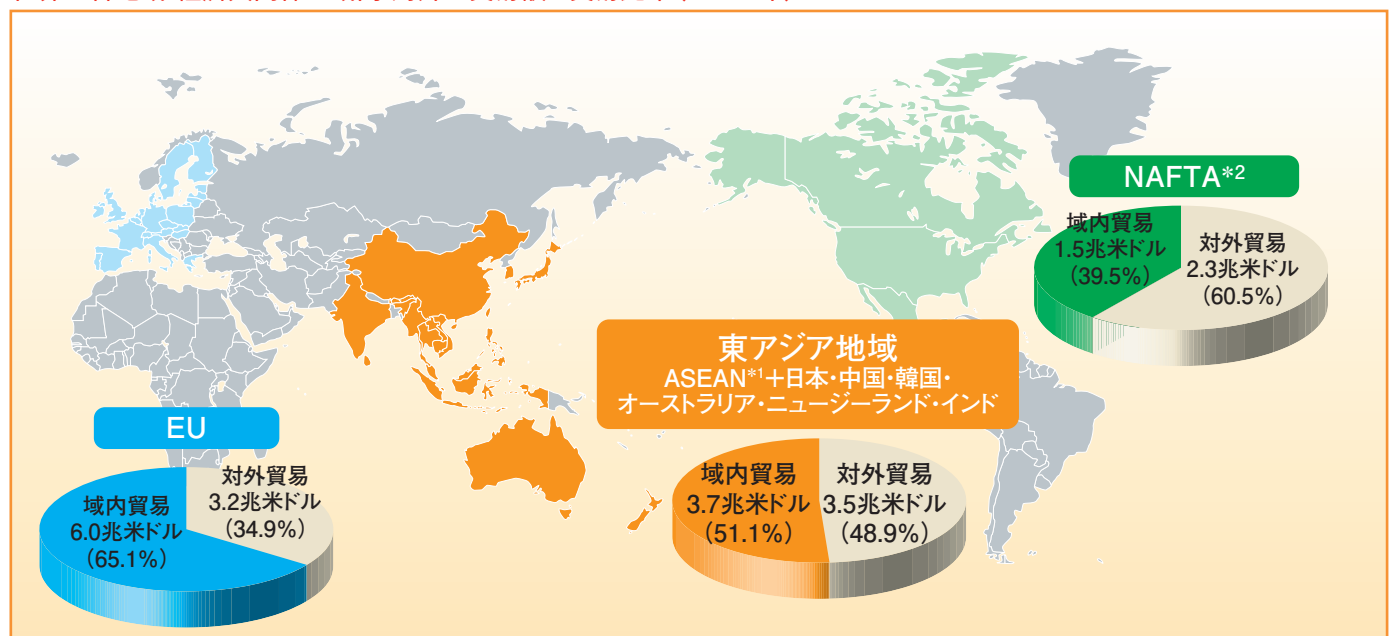 NAFTA*2
域内貿易
1.5兆米ドル
(39.5%)
対外貿易
2.3兆米ドル
(60.5%)
東アジア地域
ASEAN*1+日本・中国・韓国・
オーストラリア・ニュージーランド・インド
域内貿易
3.7兆米ドル
(51.1%)
対外貿易
3.5兆米ドル
(48.9%)
EU
域内貿易
6.0兆米ドル
(65.1%)
対外貿易
3.2兆米ドル
(34.9%)